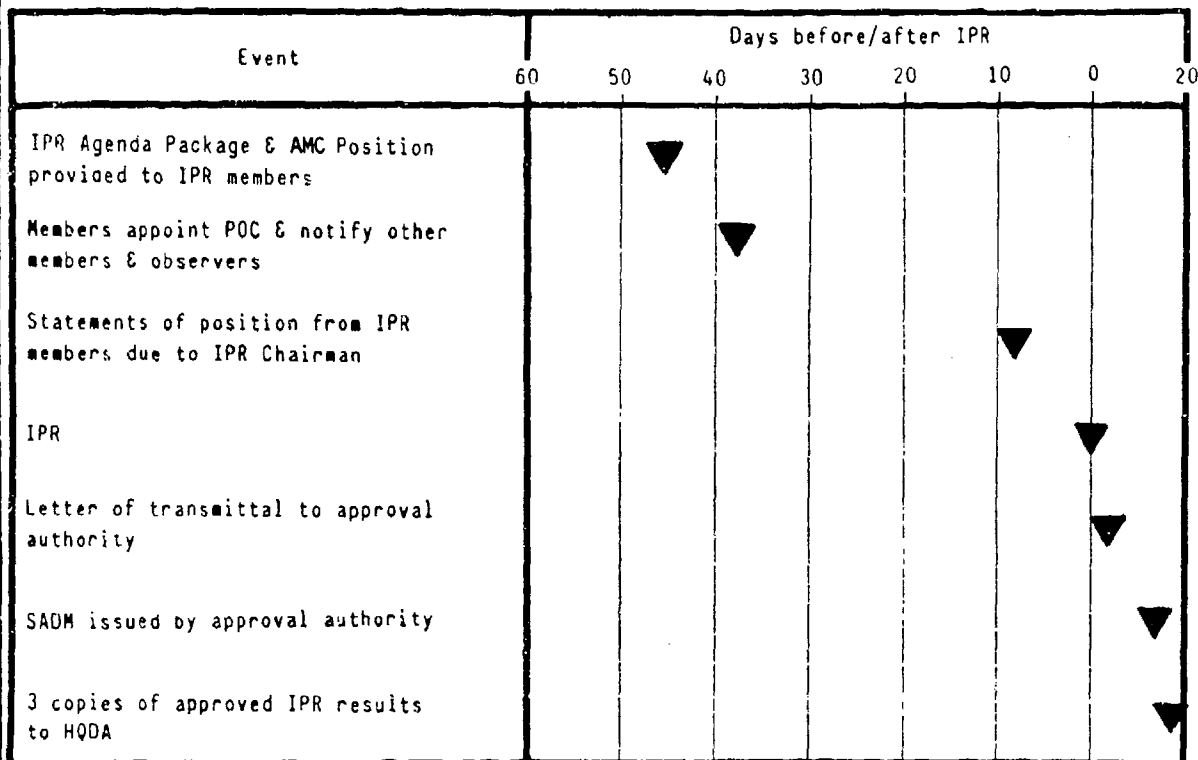 Event
Days before/after IPR
60 50 40 30 20 10 0 20
IPR Agenda Package & AMC Position
provided to IPR members
Members appoint POC & notify other
members & observers
Statements of position from IPR
members due to IPR Chairman
IPR
Letter of transmittal to approval
authority
SADM issued by approval authority
3 copies of approved IPR results
to HQDA